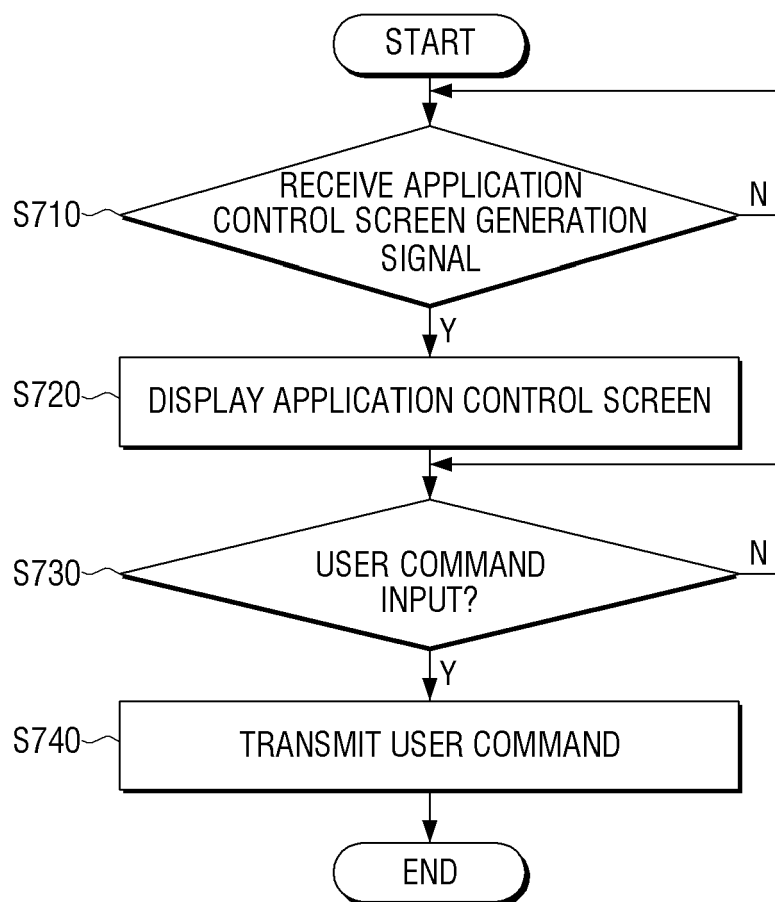 START
RECEIVE APPLICATION
CONTROL SCREEN GENERATION
SIGNAL
S710
N
Y
S720
DISPLAY APPLICATION CONTROL SCREEN
S730
USER COMMAND
INPUT?
N
Y
S740
TRANSMIT USER COMMAND
END